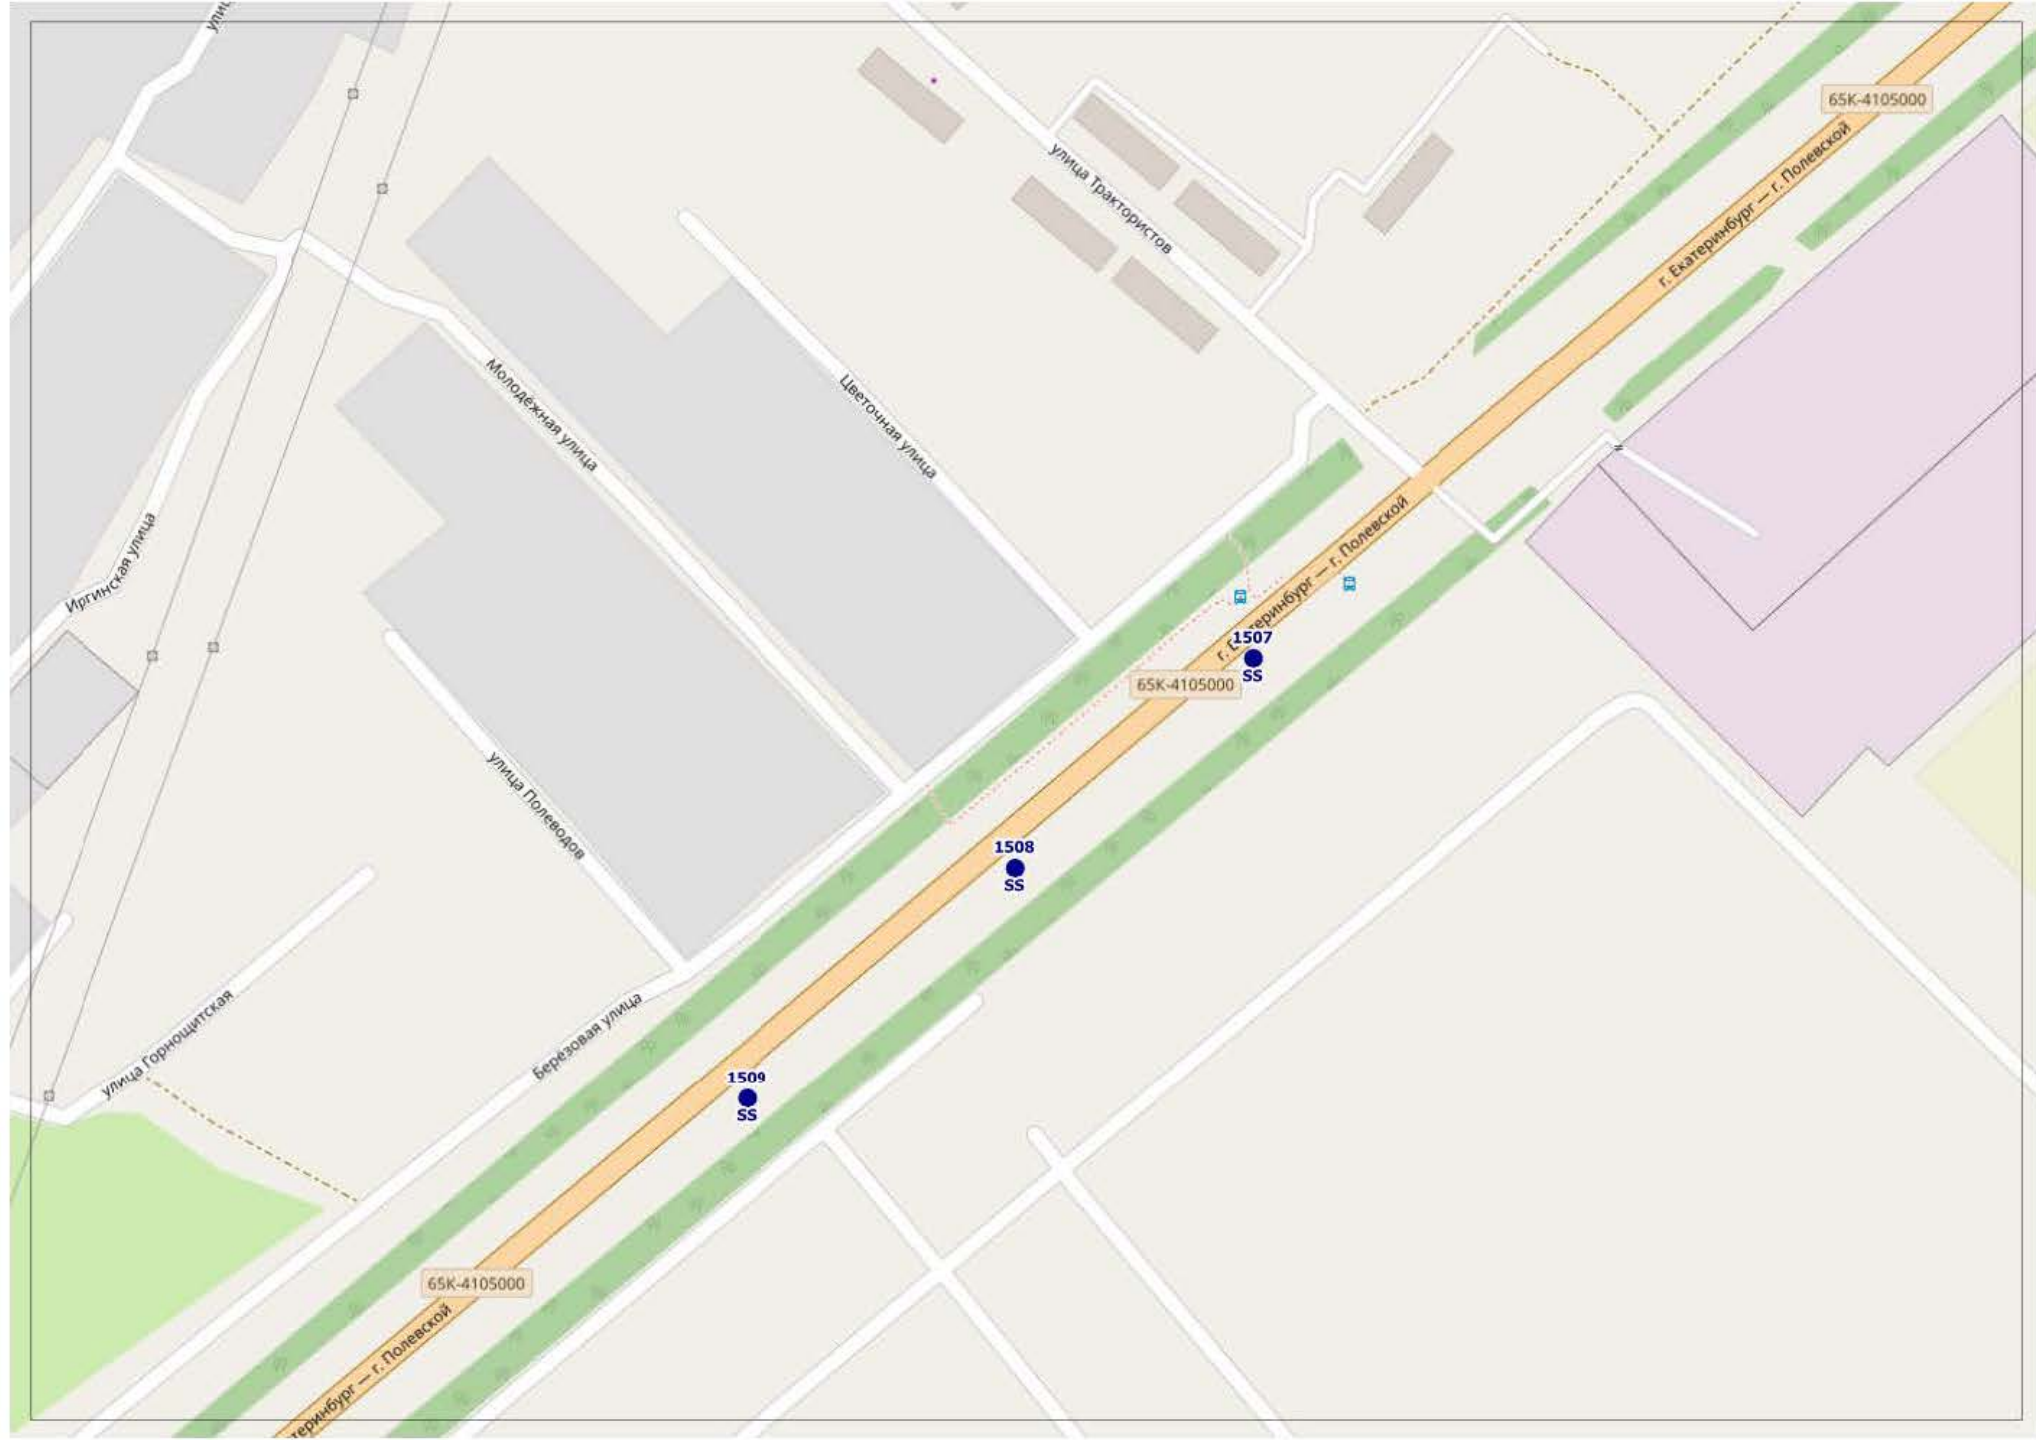 65К-4105000
г. Екатеринбург — г. Полевской
улица Трактористов
Молодёжная улица
Цветочная улица
г. Екатеринбург — г. Полевской
Иргинская улица
1507
SS
65К-4105000
улица Полеводов
1508
SS
улица Горнощитская
Берёзовая улица
1509
SS
65К-4105000
теринбург — г. Полевской